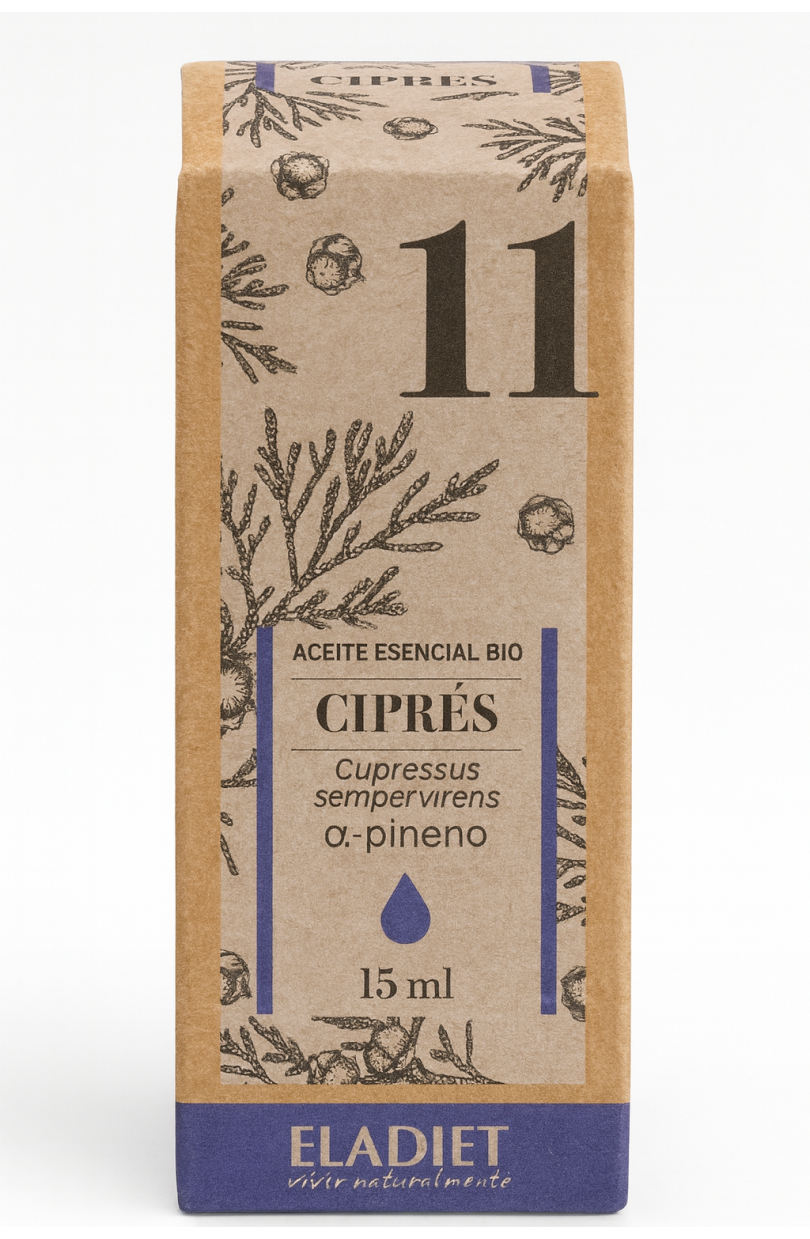 CIPRÉS
11
ACEITE ESENCIAL BIO
CIPRÉS
Cupressus
sempervirens
α-pineno
15 ml
ELADIET
vivir naturalmente